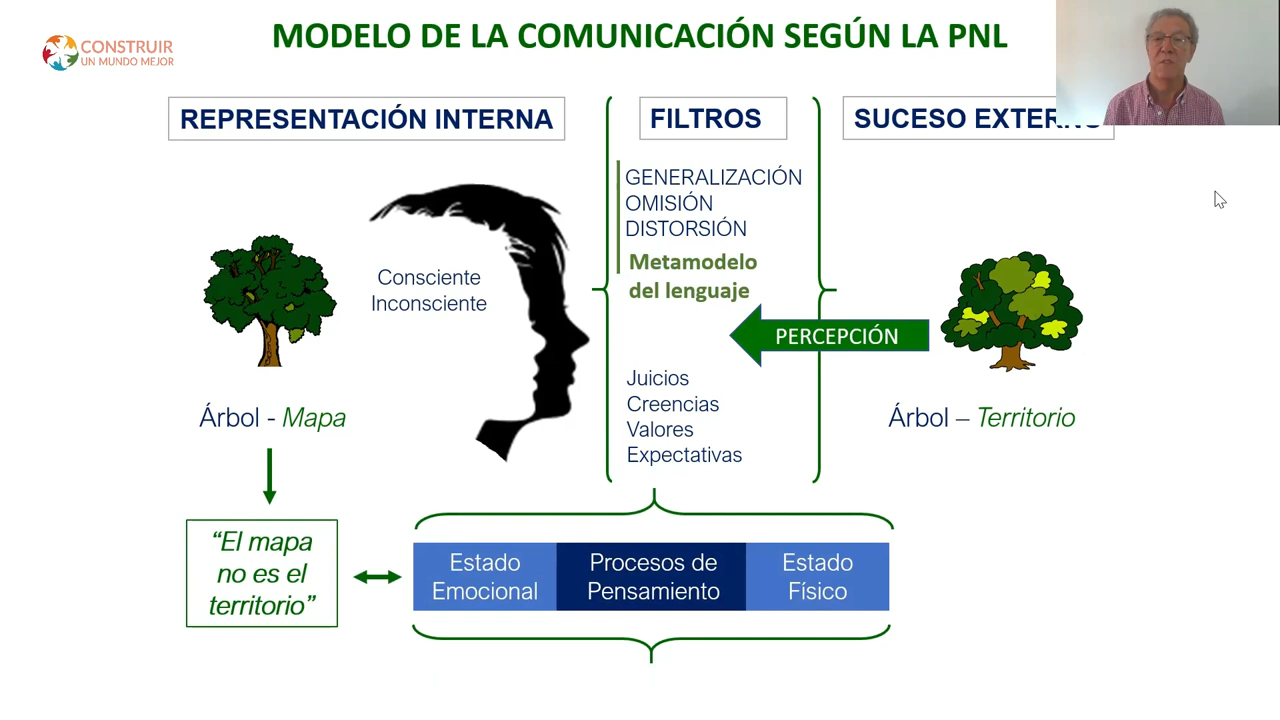 CONSTRUIR
UN MUNDO MEJOR
MODELO DE LA COMUNICACIÓN SEGÚN LA PNL
REPRESENTACIÓN INTERNA
FILTROS
SUCESO EXTERNO
GENERALIZACIÓN
OMISIÓN
DISTORSIÓN
Metamodelo
del lenguaje
Consciente
Inconsciente
PERCEPCIÓN
Juicios
Creencias
Valores
Expectativas
Árbol - Mapa
Árbol – Territorio
“El mapa
no es el
territorio”
Estado
Emocional
Procesos de
Pensamiento
Estado
Físico